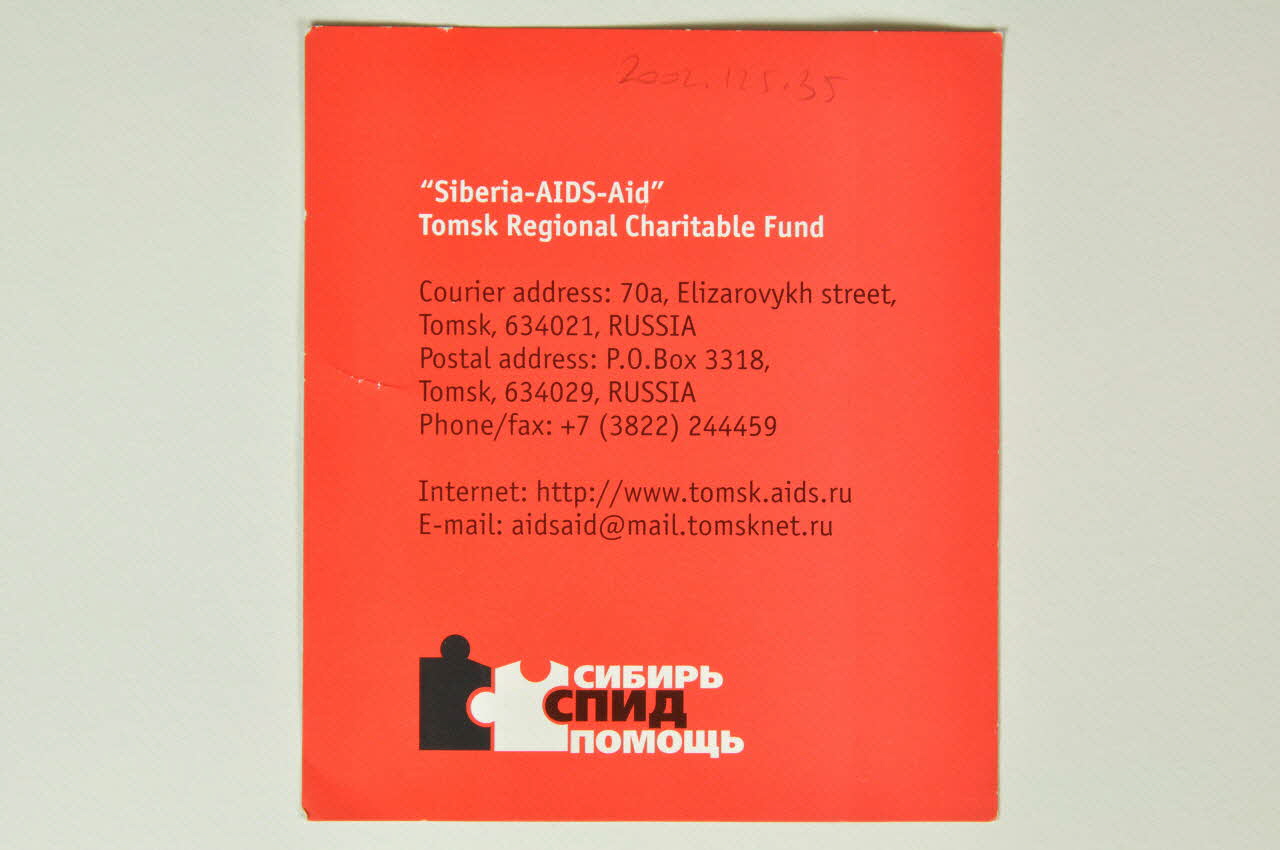 2002.125.35
“Siberia-AIDS-Aid”
Tomsk Regional Charitable Fund
Courier address: 70a, Elizarovykh street,
Tomsk, 634021, RUSSIA
Postal address: P.O.Box 3318,
Tomsk, 634029, RUSSIA
Phone/fax: +7 (3822) 244459
Internet: http://www.tomsk.aids.ru
E-mail: aidsaid@mail.tomsknet.ru
СИБИРЬ
СПИД
ПОМОЩЬ